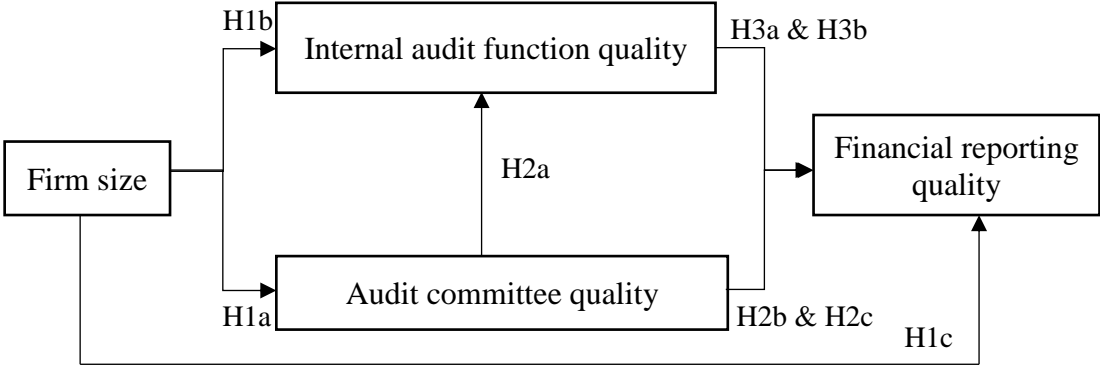 H1b
Internal audit function quality
H3a & H3b
Firm size
H2a
Financial reporting
quality
H1a
Audit committee quality
H2b & H2c
H1c